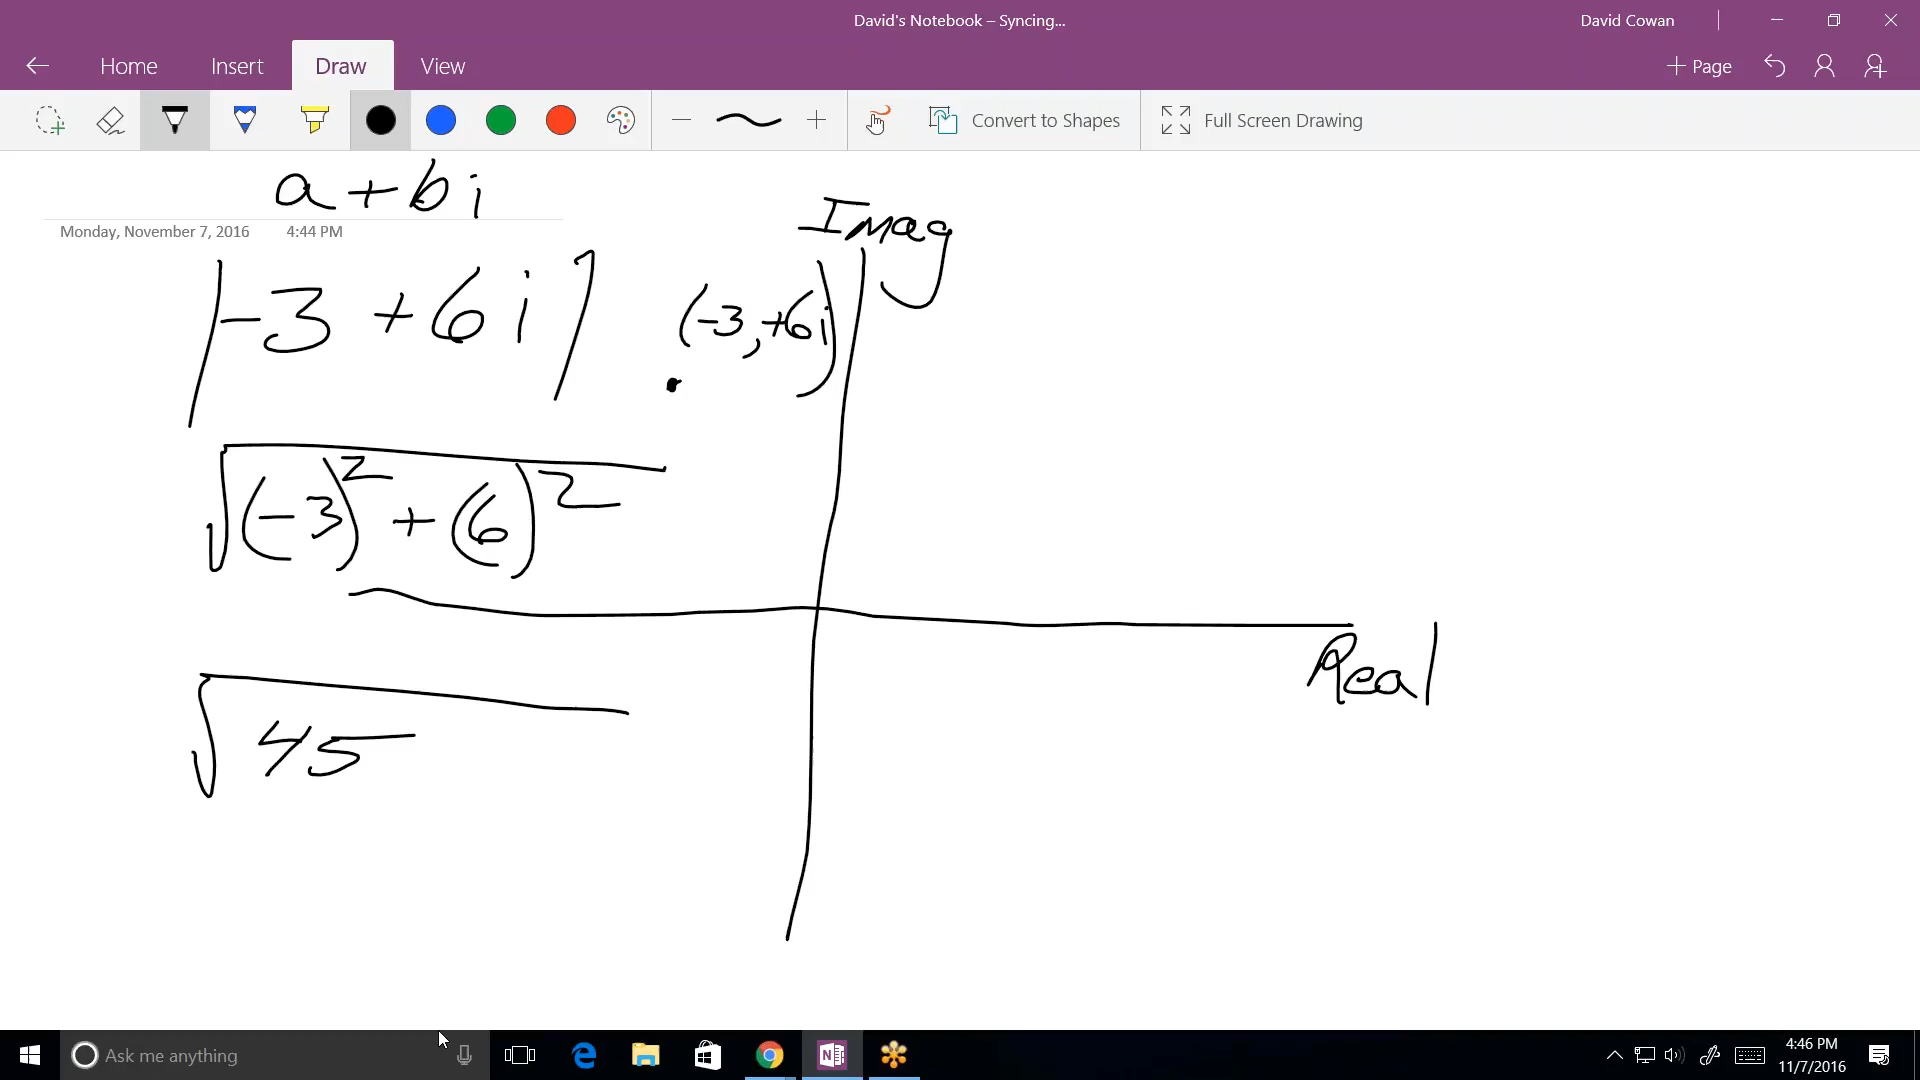 David's Notebook – Syncing...
David Cowan
Home Insert Draw View
Page
Convert to Shapes
Full Screen Drawing
a+bi
Monday, November 7, 2016 4:44 PM
Imag
|-3 +6i|
(-3,+6i)
√(-3)² + (6)²
Real
√45
Ask me anything
4:46 PM
11/7/2016